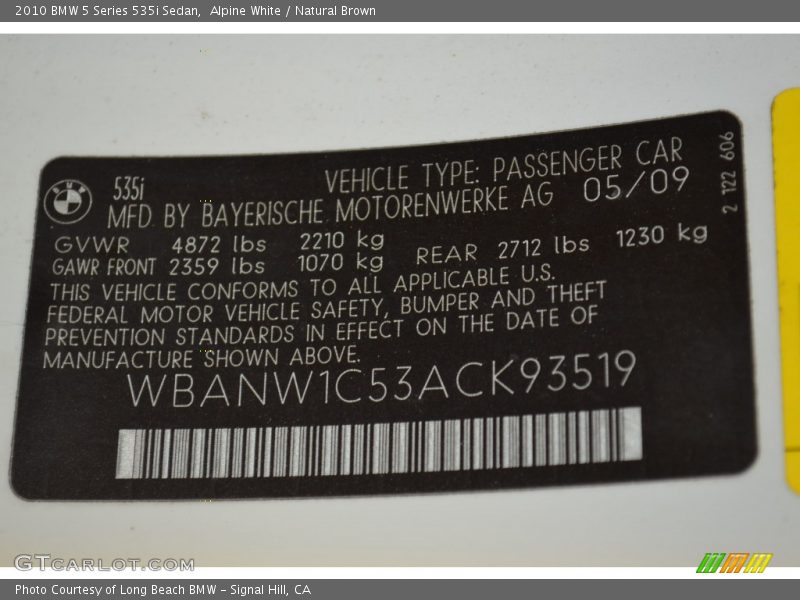 2010 BMW 5 Series 535i Sedan,  Alpine White / Natural Brown
BMW
535i
VEHICLE TYPE: PASSENGER CAR
MFD. BY BAYERISCHE MOTORENWERKE AG 05/09
GVWR 4872 lbs 2210 kg
GAWR FRONT 2359 lbs 1070 kg REAR 2712 lbs 1230 kg
THIS VEHICLE CONFORMS TO ALL APPLICABLE U.S.
FEDERAL MOTOR VEHICLE SAFETY, BUMPER AND THEFT
PREVENTION STANDARDS IN EFFECT ON THE DATE OF
MANUFACTURE SHOWN ABOVE.
WBANW1C53ACK93519
2 122 606
GTCARLOT.COM
Photo Courtesy of Long Beach BMW - Signal Hill, CA